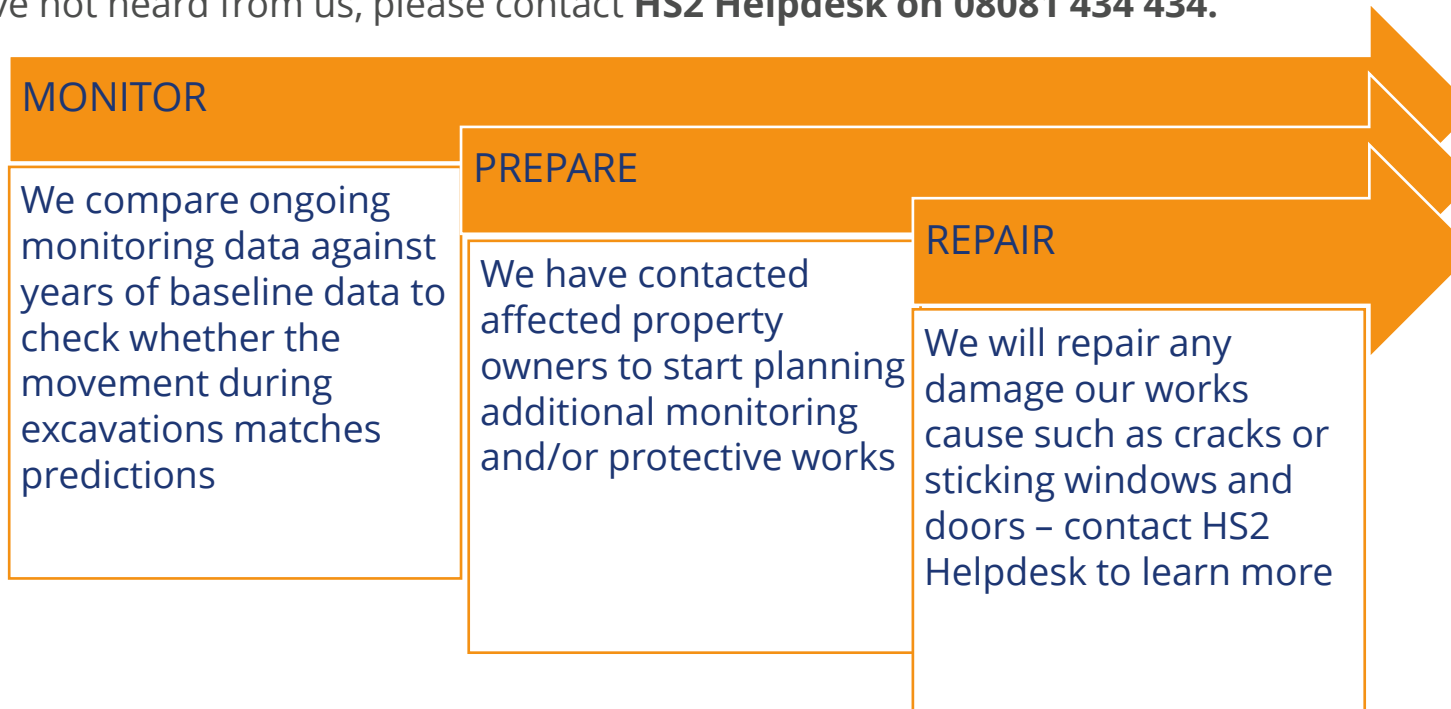 ve not heard from us, please contact HS2 Helpdesk on 08081 434 434.
MONITOR
We compare ongoing
monitoring data against
years of baseline data to
check whether the
movement during
excavations matches
predictions
PREPARE
We have contacted
affected property
owners to start planning
additional monitoring
and/or protective works
REPAIR
We will repair any
damage our works
cause such as cracks or
sticking windows and
doors – contact HS2
Helpdesk to learn more